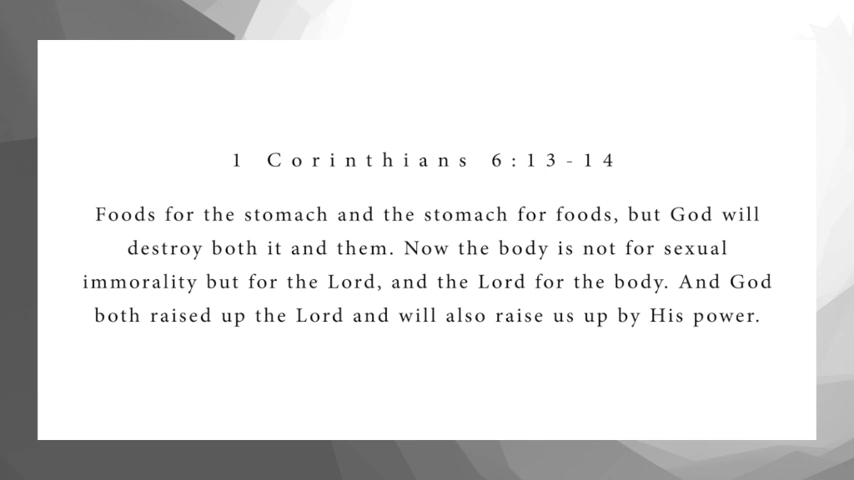 1 Corinthians 6:13-14
Foods for the stomach and the stomach for foods, but God will
destroy both it and them. Now the body is not for sexual
immorality but for the Lord, and the Lord for the body. And God
both raised up the Lord and will also raise us up by His power.